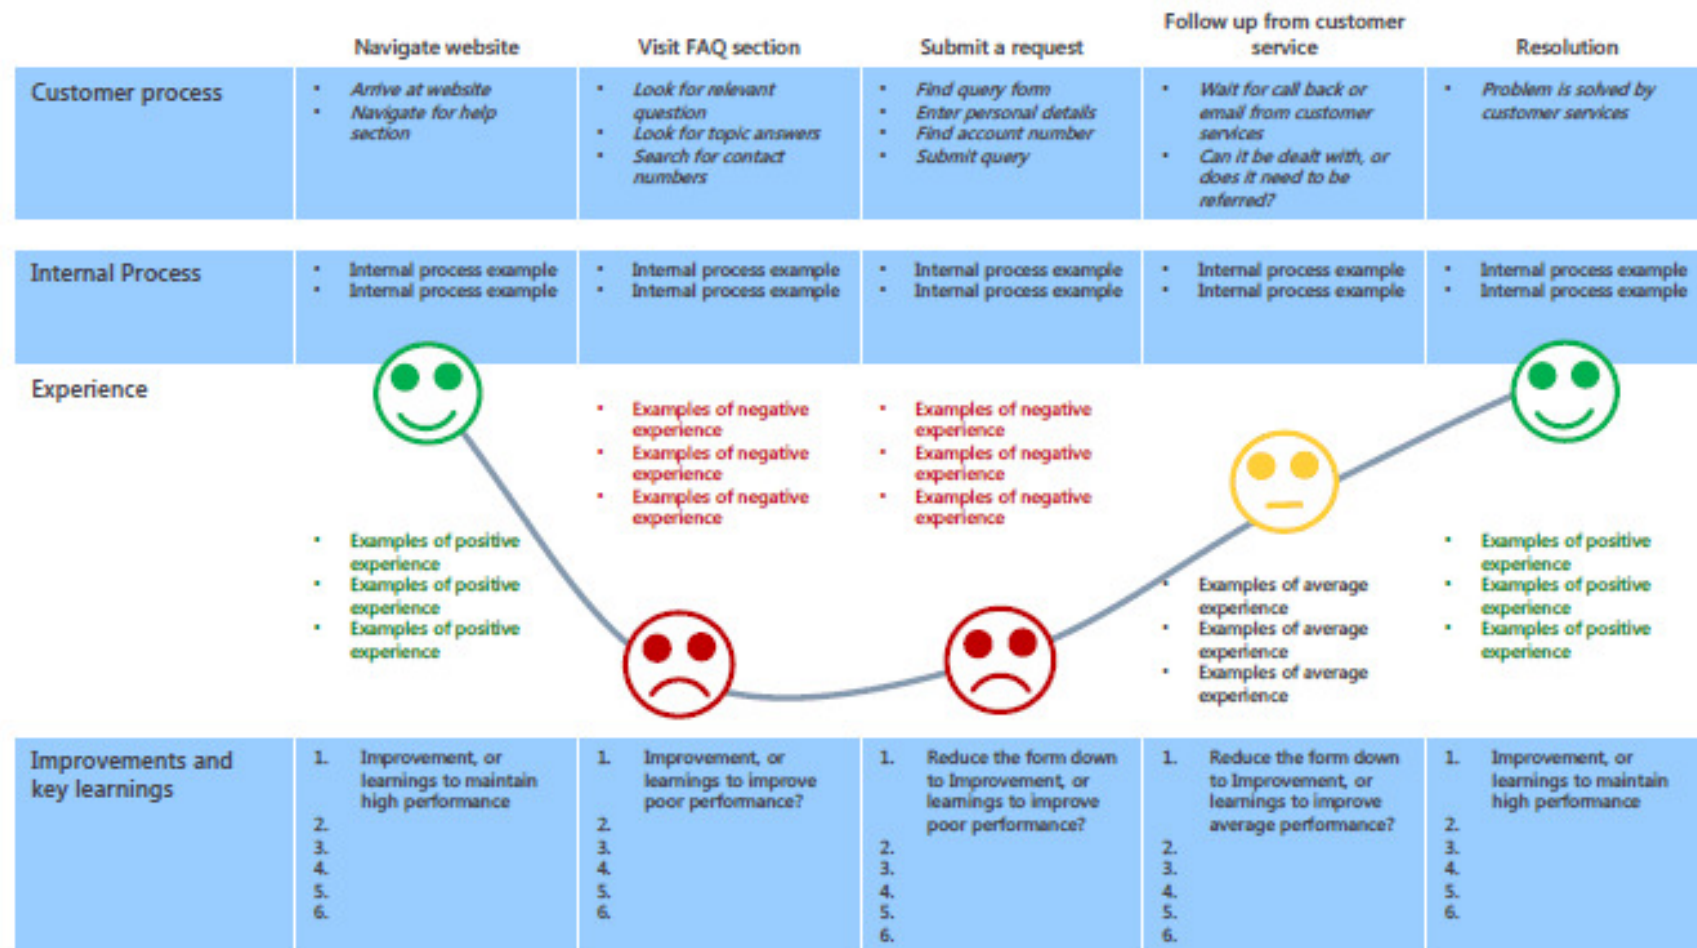 Navigate website
Visit FAQ section
Submit a request
Follow up from customer
service
Resolution
Customer process
• Arrive at website
• Navigate for help
section
• Look for relevant
question
• Look for topic answers
• Search for contact
numbers
• Find query form
• Enter personal details
• Find account number
• Submit query
• Wait for call back or
email from customer
services
• Can it be dealt with, or
does it need to be
referred?
• Problem is solved by
customer services
Internal Process
• Internal process example
• Internal process example
• Internal process example
• Internal process example
• Internal process example
• Internal process example
• Internal process example
• Internal process example
• Internal process example
• Internal process example
Experience
• Examples of positive
experience
• Examples of positive
experience
• Examples of positive
experience
• Examples of negative
experience
• Examples of negative
experience
• Examples of negative
experience
• Examples of negative
experience
• Examples of negative
experience
• Examples of negative
experience
• Examples of average
experience
• Examples of average
experience
• Examples of average
experience
• Examples of positive
experience
• Examples of positive
experience
• Examples of positive
experience
Improvements and
key learnings
1. Improvement, or
learnings to maintain
high performance
2.
3.
4.
5.
6.
1. Improvement, or
learnings to improve
poor performance?
2.
3.
4.
5.
6.
1. Reduce the form down
to Improvement, or
learnings to improve
poor performance?
2.
3.
4.
5.
6.
1. Reduce the form down
to Improvement, or
learnings to improve
average performance?
2.
3.
4.
5.
6.
1. Improvement, or
learnings to maintain
high performance
2.
3.
4.
5.
6.